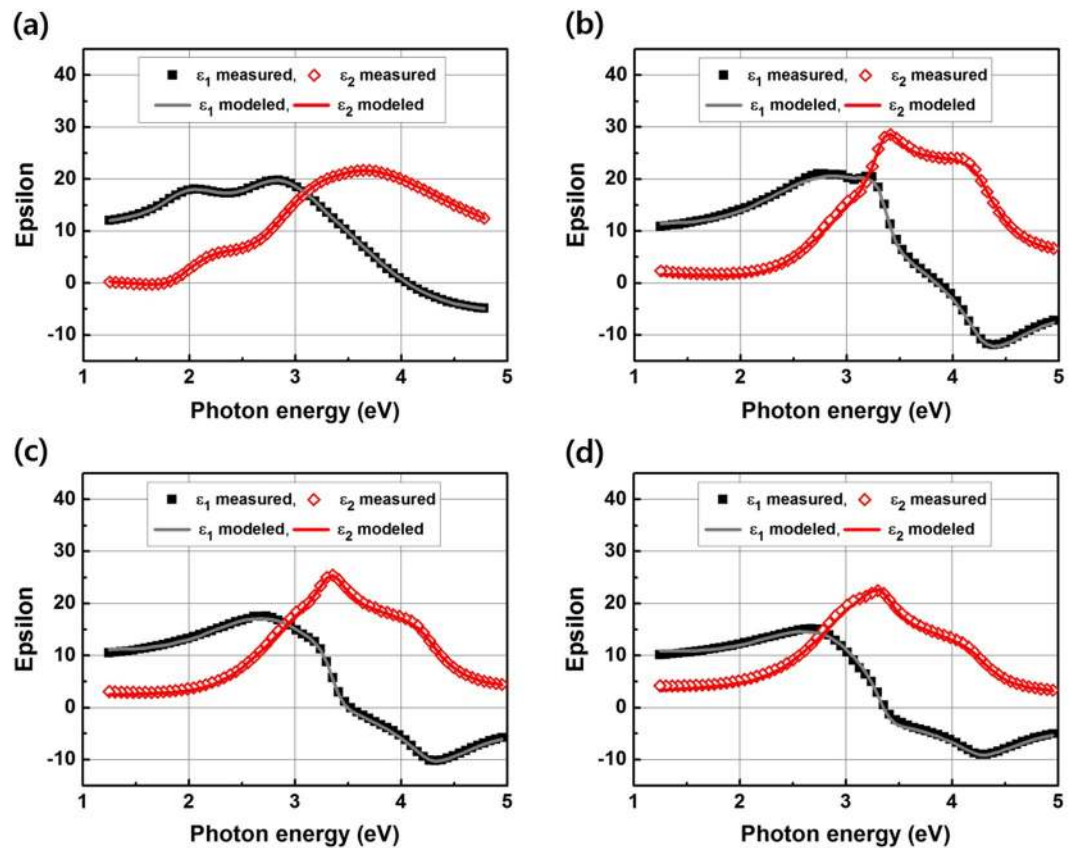 (a)
ε1 measured, ε2 measured
ε1 modeled, ε2 modeled
40
30
20
10
0
-10
Epsilon
1 2 3 4 5
Photon energy (eV)
(b)
ε1 measured, ε2 measured
ε1 modeled, ε2 modeled
40
30
20
10
0
-10
Epsilon
1 2 3 4 5
Photon energy (eV)
(c)
ε1 measured, ε2 measured
ε1 modeled, ε2 modeled
40
30
20
10
0
-10
Epsilon
1 2 3 4 5
Photon energy (eV)
(d)
ε1 measured, ε2 measured
ε1 modeled, ε2 modeled
40
30
20
10
0
-10
Epsilon
1 2 3 4 5
Photon energy (eV)